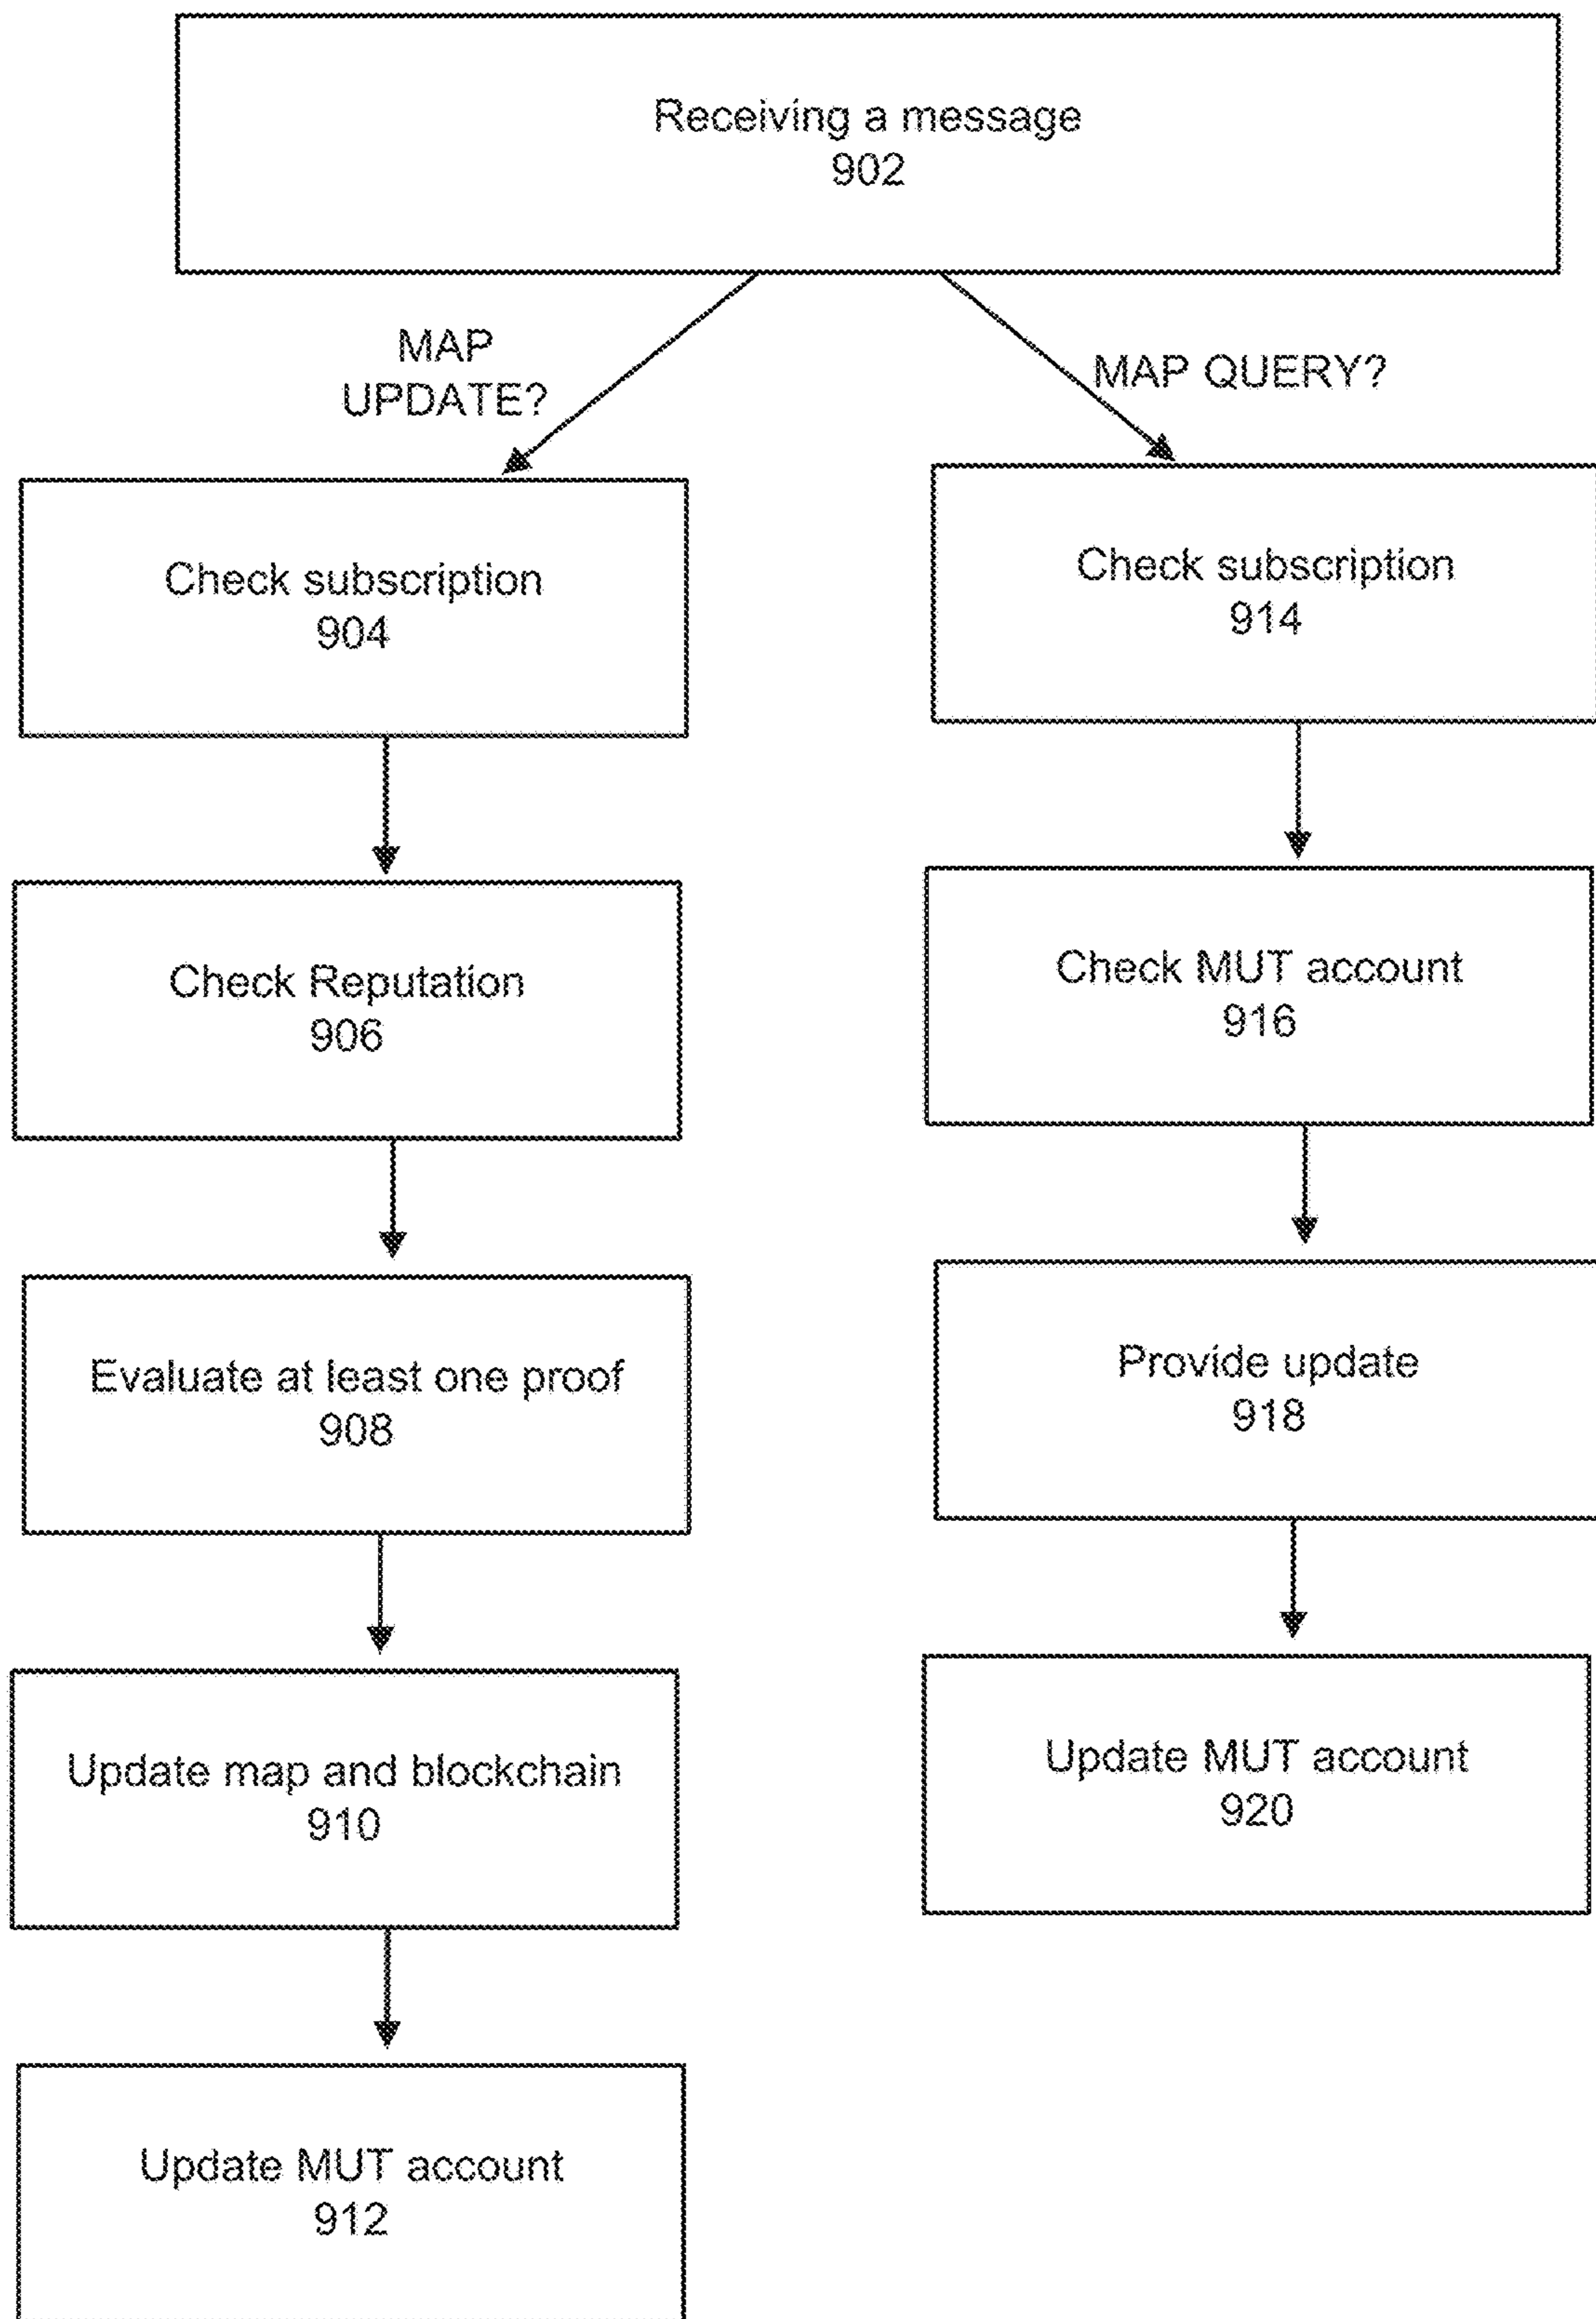 Receiving a message
902
MAP
UPDATE?
MAP QUERY?
Check subscription
904
Check Reputation
906
Evaluate at least one proof
908
Update map and blockchain
910
Update MUT account
912
Check subscription
914
Check MUT account
916
Provide update
918
Update MUT account
920